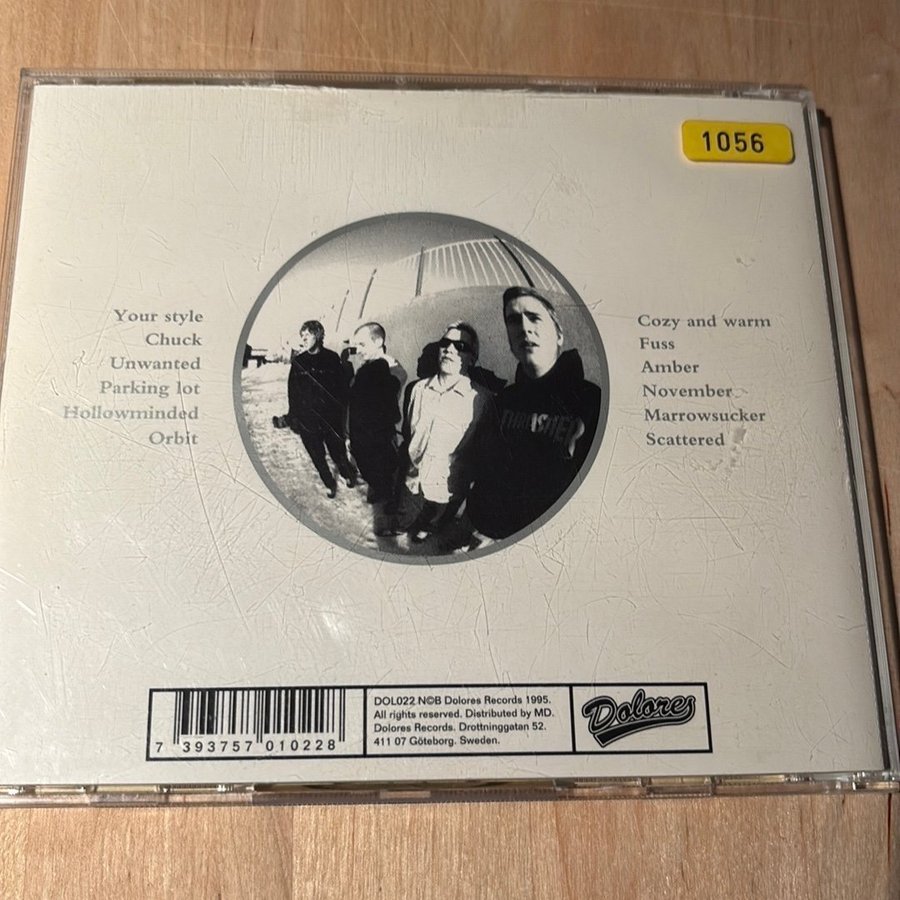 1056
Your style
Chuck
Unwanted
Parking lot
Hollowminded
Orbit
Cozy and warm
Fuss
Amber
November
Marrowsucker
Scattered
THRASHER
7 393757 010228
DOL022 N©B Dolores Records 1995.
All rights reserved. Distributed by MD.
Dolores Records. Drottninggatan 52.
411 07 Göteborg. Sweden.
Dolores